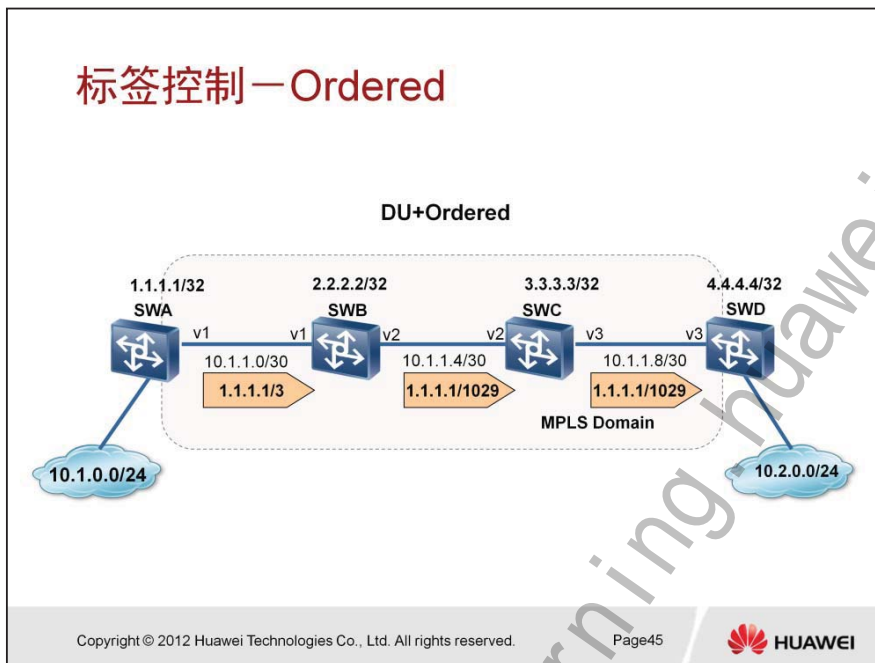 标签控制－Ordered
DU+Ordered
1.1.1.1/32
2.2.2.2/32
3.3.3.3/32
4.4.4.4/32
SWA
SWB
SWC
SWD
v1
v1
v2
v2
v3
v3
10.1.1.0/30
10.1.1.4/30
10.1.1.8/30
1.1.1.1/3
1.1.1.1/1029
1.1.1.1/1029
MPLS Domain
10.1.0.0/24
10.2.0.0/24
Copyright © 2012 Huawei Technologies Co., Ltd. All rights reserved.
Page45
HUAWEI
rning.huawei.